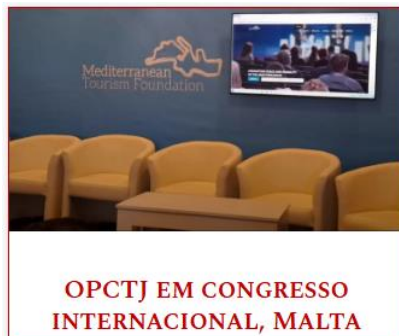 Mediterranean
Tourism Foundation
OPCTJ EM CONGRESSO
INTERNACIONAL, MALTA